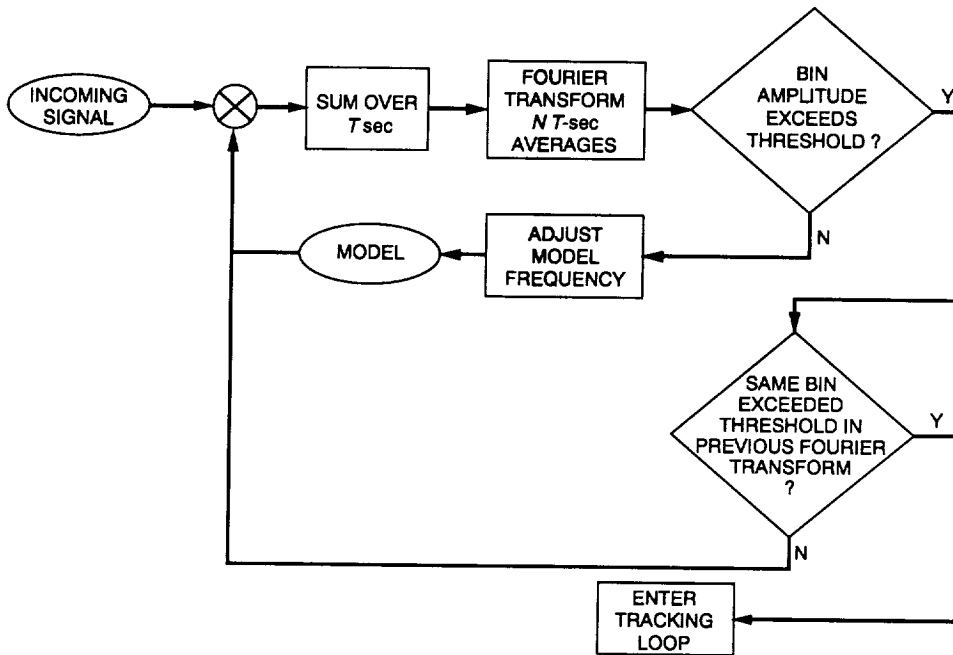 INCOMING
SIGNAL
SUM OVER
T sec
FOURIER
TRANSFORM
N T-sec
AVERAGES
BIN
AMPLITUDE
EXCEEDS
THRESHOLD ?
Y
N
MODEL
ADJUST
MODEL
FREQUENCY
SAME BIN
EXCEEDED
THRESHOLD IN
PREVIOUS FOURIER
TRANSFORM
?
Y
N
ENTER
TRACKING
LOOP